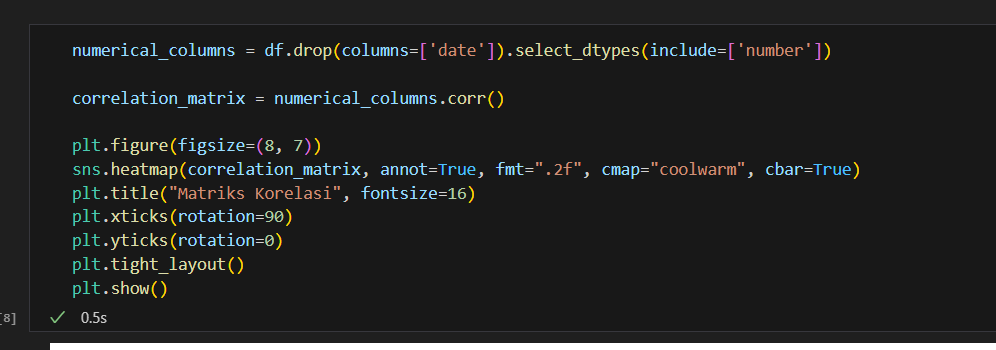 numerical_columns = df.drop(columns=['date']).select_dtypes(include=['number'])
correlation_matrix = numerical_columns.corr()
plt.figure(figsize=(8, 7))
sns.heatmap(correlation_matrix, annot=True, fmt=".2f", cmap="coolwarm", cbar=True)
plt.title("Matriks Korelasi", fontsize=16)
plt.xticks(rotation=90)
plt.yticks(rotation=0)
plt.tight_layout()
plt.show()
[8] ✓ 0.5s